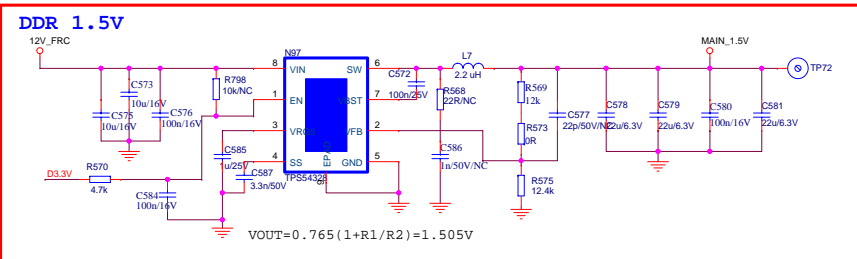 DDR 1.5V
12V_FRC
MAIN_1.5V
TP72
N97
TPS54328
8
VIN
1
EN
3
4
SS
SW
6
VBST
7
VFB
2
GND
5
9
R798
10k/NC
C573
10u/16V
C575
10u/16V
C576
100n/16V
C585
1u/25V
C587
3.3n/50V
D3.3V
R570
4.7k
C584
100n/16V
C572
100n/25V
L7
2.2 uH
R568
22R/NC
C586
1n/50V/NC
R569
12k
R573
0R
R575
12.4k
C577
22p/50V/NC
C578
22u/6.3V
C579
22u/6.3V
C580
100n/16V
C581
22u/6.3V
VOUT=0.765(1+R1/R2)=1.505V